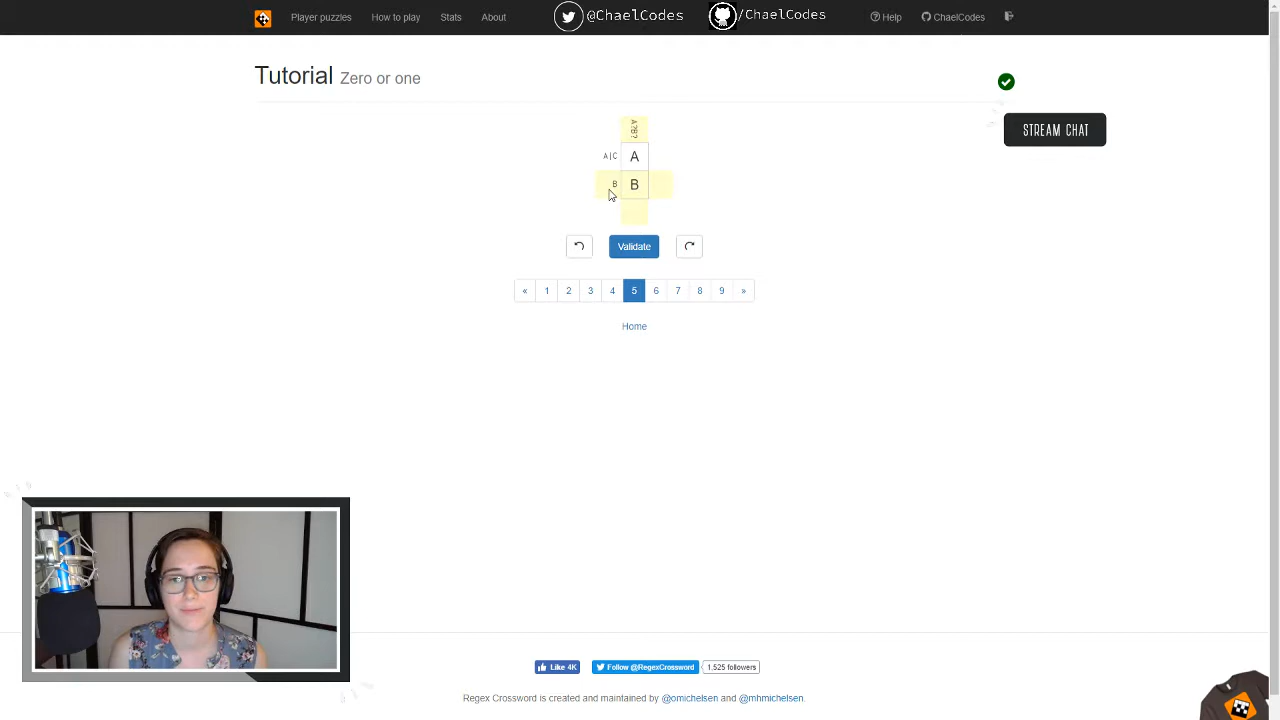 Player puzzles How to play Stats About @ChaelCodes /ChaelCodes Help ChaelCodes
Tutorial Zero or one
STREAM CHAT
A?B?
A|C A
B B
Validate
« 1 2 3 4 5 6 7 8 9 »
Home
Like 4K Follow @RegexCrossword 1,525 followers
Regex Crossword is created and maintained by @omichelsen and @mhmichelsen.